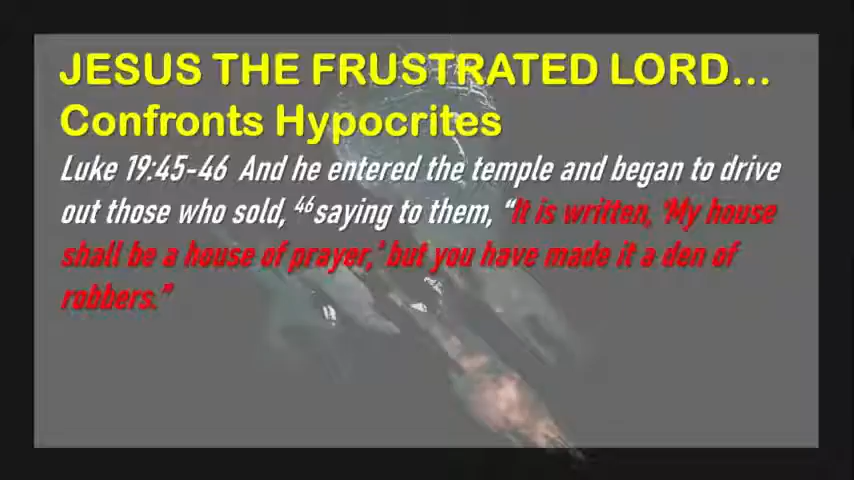 JESUS THE FRUSTRATED LORD...
Confronts Hypocrites
Luke 19:45-46 And he entered the temple and began to drive
out those who sold, 46 saying to them, “It is written, ‘My house
shall be a house of prayer,’ but you have made it a den of
robbers.”